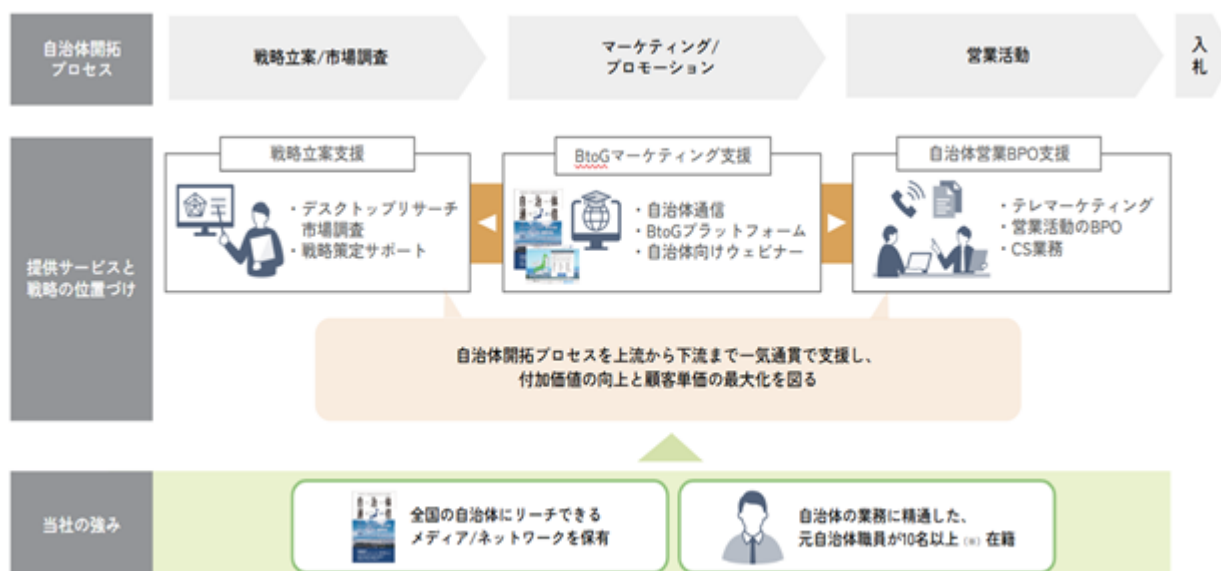 自治体開拓
プロセス
戦略立案/市場調査
マーケティング/
プロモーション
営業活動
入
札
提供サービスと
戦略の位置づけ
戦略立案支援
・デスクトップリサーチ
市場調査
・戦略策定サポート
BtoGマーケティング支援
・自治体通信
・BtoGプラットフォーム
・自治体向けウェビナー
自治体営業BPO支援
・テレマーケティング
・営業活動のBPO
・CS業務
自治体開拓プロセスを上流から下流まで一気通貫で支援し、
付加価値の向上と顧客単価の最大化を図る
当社の強み
全国の自治体にリーチできる
メディア/ネットワークを保有
自治体の業務に精通した、
元自治体職員が10名以上（※）在籍